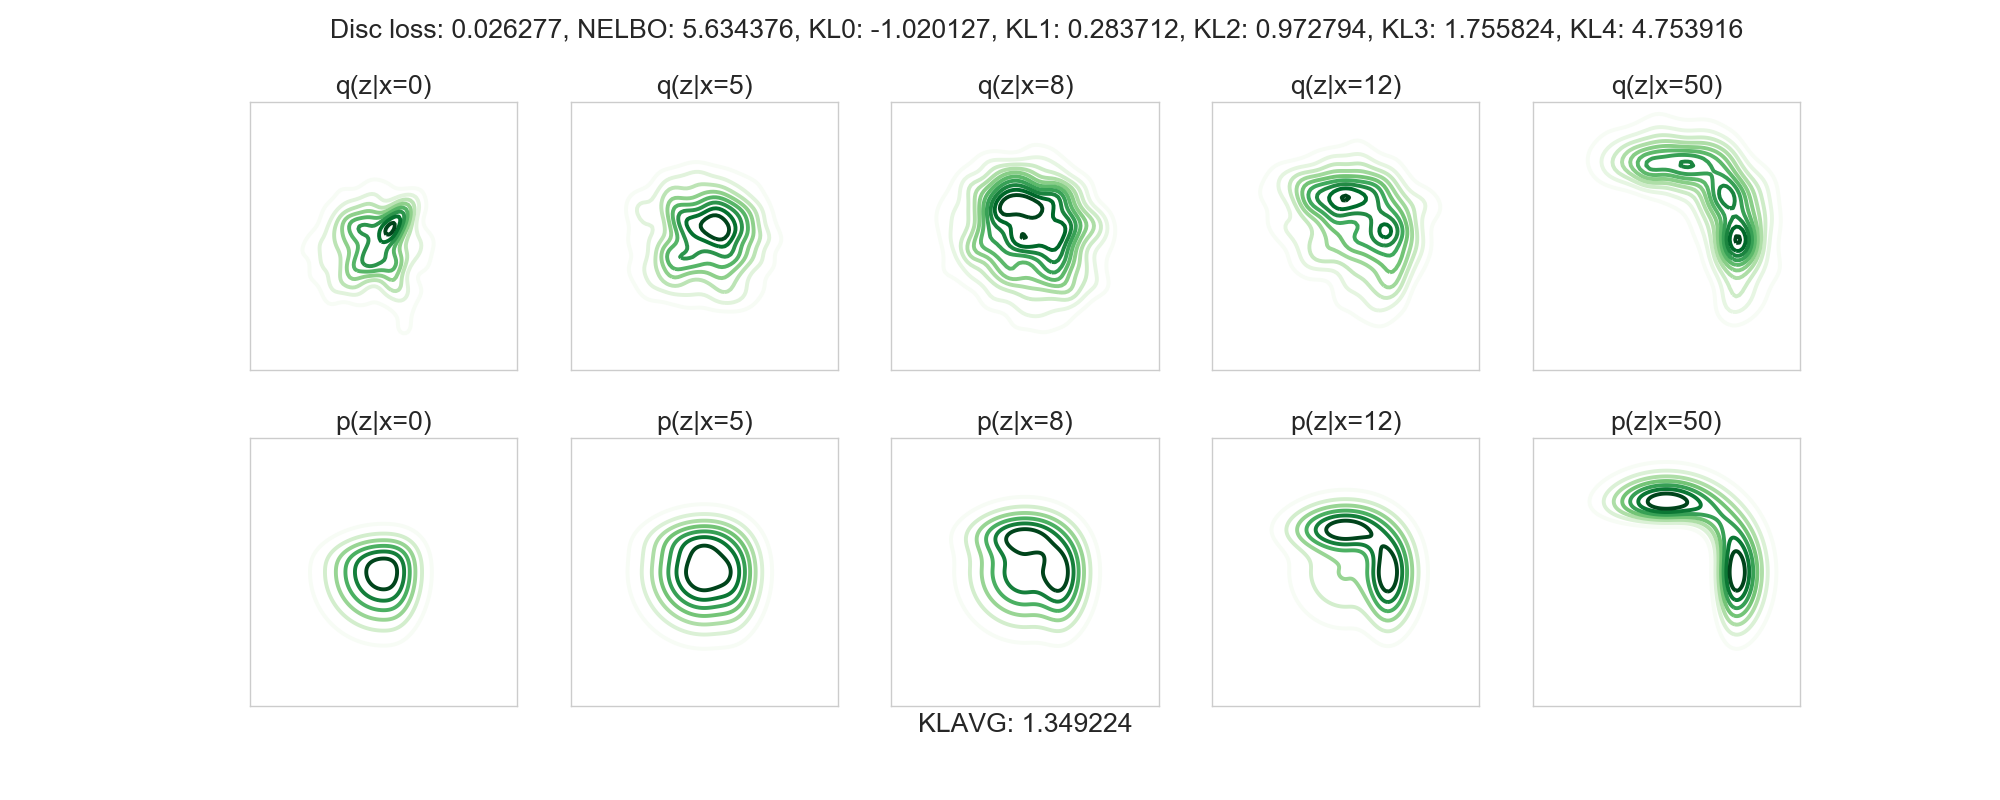 Disc loss: 0.026277, NELBO: 5.634376, KL0: -1.020127, KL1: 0.283712, KL2: 0.972794, KL3: 1.755824, KL4: 4.753916
q(z|x=0) q(z|x=5) q(z|x=8) q(z|x=12) q(z|x=50)
p(z|x=0) p(z|x=5) p(z|x=8) p(z|x=12) p(z|x=50)
KLAVG: 1.349224